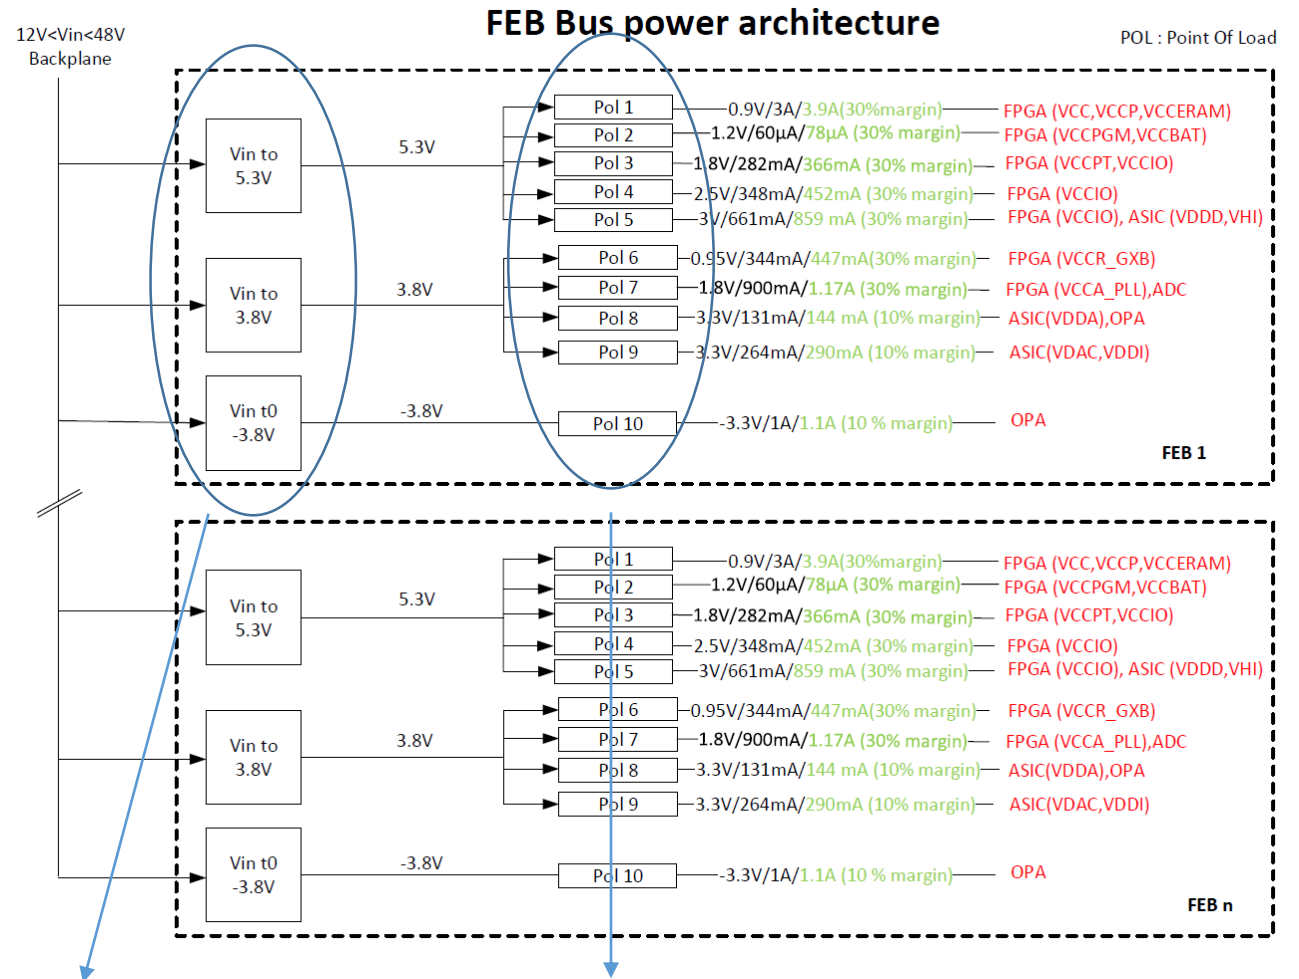 FEB Bus power architecture
12V<Vin<48V
Backplane
POL : Point Of Load
Vin to
5.3V
5.3V
Pol 1
0.9V/3A/3.9A(30%margin)
FPGA (VCC,VCCP,VCCERAM)
Pol 2
1.2V/60µA/78µA (30% margin)
FPGA (VCCPGM,VCCBAT)
Pol 3
1.8V/282mA/366mA (30% margin)
FPGA (VCCPT,VCCIO)
Pol 4
2.5V/348mA/452mA (30% margin)
FPGA (VCCIO)
Pol 5
3V/661mA/859 mA (30% margin)
FPGA (VCCIO), ASIC (VDDD,VHI)
Vin to
3.8V
3.8V
Pol 6
0.95V/344mA/447mA(30% margin)
FPGA (VCCR_GXB)
Pol 7
1.8V/900mA/1.17A (30% margin)
FPGA (VCCA_PLL),ADC
Pol 8
3.3V/131mA/144 mA (10% margin)
ASIC(VDDA),OPA
Pol 9
3.3V/264mA/290mA (10% margin)
ASIC(VDAC,VDDI)
Vin t0
-3.8V
-3.8V
Pol 10
-3.3V/1A/1.1A (10 % margin)
OPA
FEB 1
Vin to
5.3V
5.3V
Pol 1
0.9V/3A/3.9A(30%margin)
FPGA (VCC,VCCP,VCCERAM)
Pol 2
1.2V/60µA/78µA (30% margin)
FPGA (VCCPGM,VCCBAT)
Pol 3
1.8V/282mA/366mA (30% margin)
FPGA (VCCPT,VCCIO)
Pol 4
2.5V/348mA/452mA (30% margin)
FPGA (VCCIO)
Pol 5
3V/661mA/859 mA (30% margin)
FPGA (VCCIO), ASIC (VDDD,VHI)
Vin to
3.8V
3.8V
Pol 6
0.95V/344mA/447mA(30% margin)
FPGA (VCCR_GXB)
Pol 7
1.8V/900mA/1.17A (30% margin)
FPGA (VCCA_PLL),ADC
Pol 8
3.3V/131mA/144 mA (10% margin)
ASIC(VDDA),OPA
Pol 9
3.3V/264mA/290mA (10% margin)
ASIC(VDAC,VDDI)
Vin t0
-3.8V
-3.8V
Pol 10
-3.3V/1A/1.1A (10 % margin)
OPA
FEB n